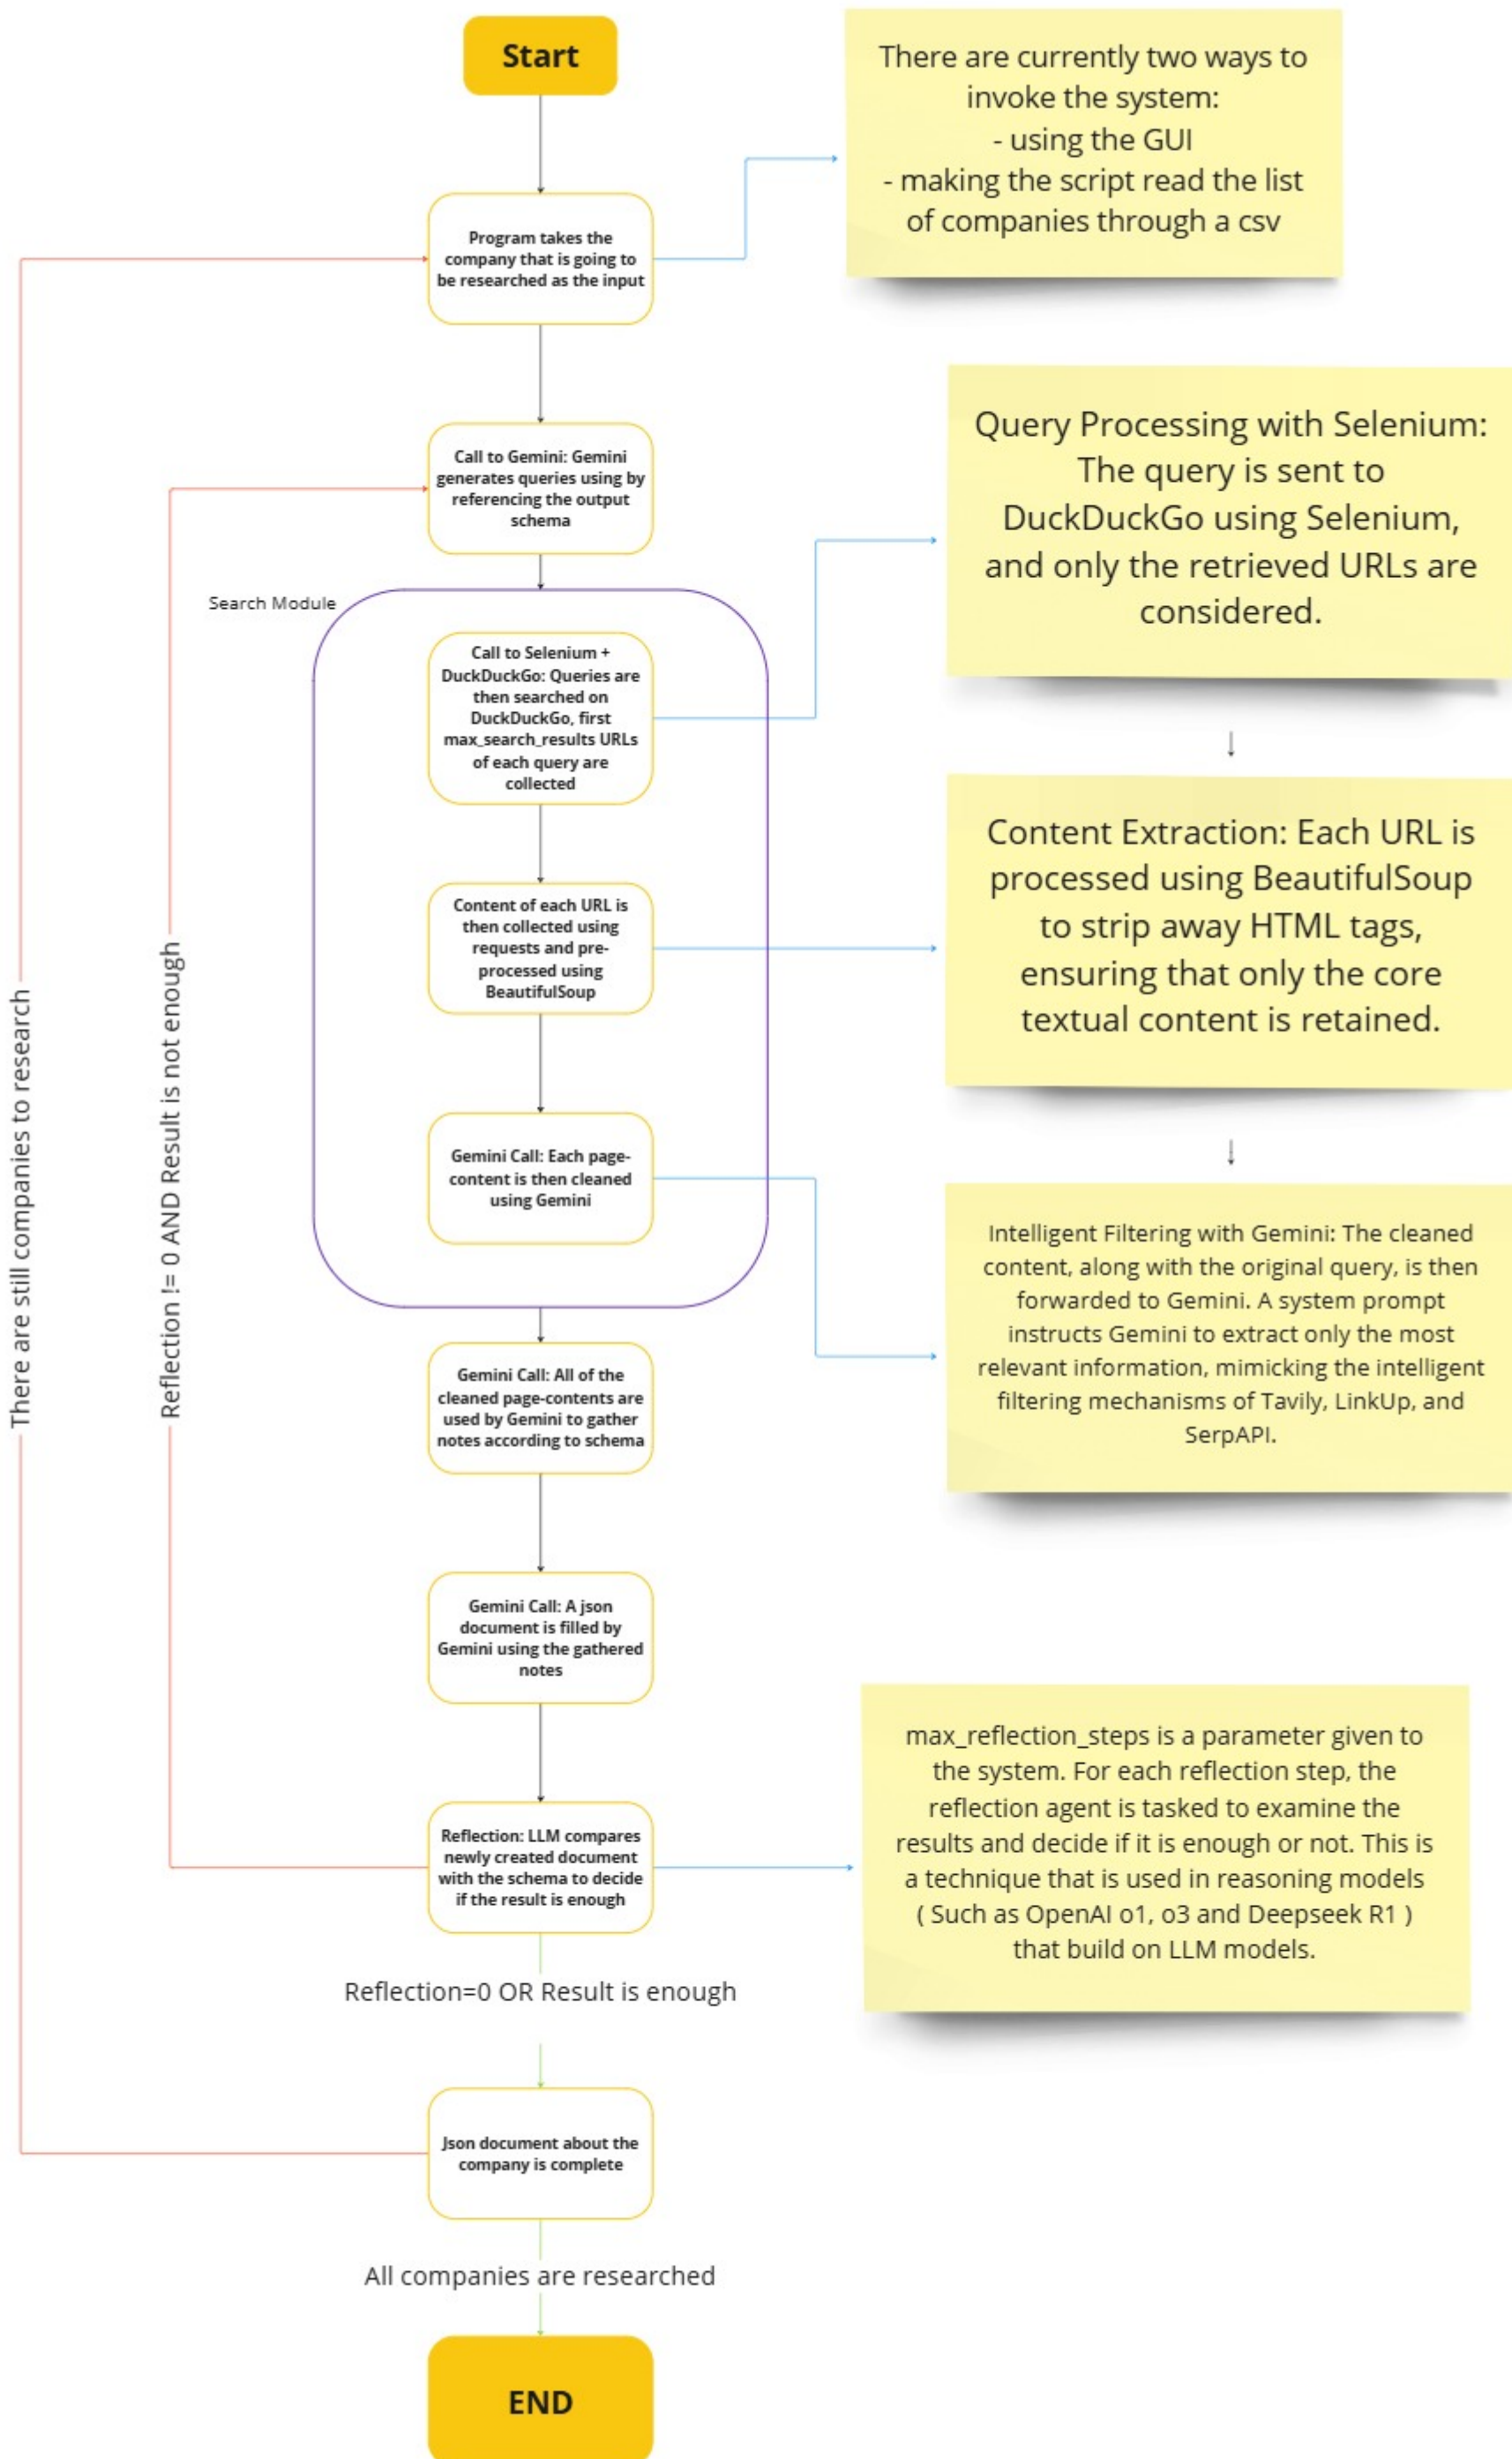 Start
There are currently two ways to
invoke the system:
- using the GUI
- making the script read the list
of companies through a csv
Program takes the
company that is going to
be researched as the input
Call to Gemini: Gemini
generates queries using by
referencing the output
schema
Query Processing with Selenium:
The query is sent to
DuckDuckGo using Selenium,
and only the retrieved URLs are
considered.
Search Module
Call to Selenium +
DuckDuckGo: Queries are
then searched on
DuckDuckGo, first
max_search_results URLs
of each query are
collected
Content Extraction: Each URL is
processed using BeautifulSoup
to strip away HTML tags,
ensuring that only the core
textual content is retained.
Content of each URL is
then collected using
requests and pre-
processed using
BeautifulSoup
There are still companies to research
Reflection != 0 AND Result is not enough
Gemini Call: Each page-
content is then cleaned
using Gemini
Intelligent Filtering with Gemini: The cleaned
content, along with the original query, is then
forwarded to Gemini. A system prompt
instructs Gemini to extract only the most
relevant information, mimicking the intelligent
filtering mechanisms of Tavily, LinkUp, and
SerpAPI.
Gemini Call: All of the
cleaned page-contents are
used by Gemini to gather
notes according to schema
Gemini Call: A json
document is filled by
Gemini using the gathered
notes
max_reflection_steps is a parameter given to
the system. For each reflection step, the
reflection agent is tasked to examine the
results and decide if it is enough or not. This is
a technique that is used in reasoning models
( Such as OpenAI o1, o3 and Deepseek R1 )
that build on LLM models.
Reflection: LLM compares
newly created document
with the schema to decide
if the result is enough
Reflection=0 OR Result is enough
Json document about the
company is complete
All companies are researched
END